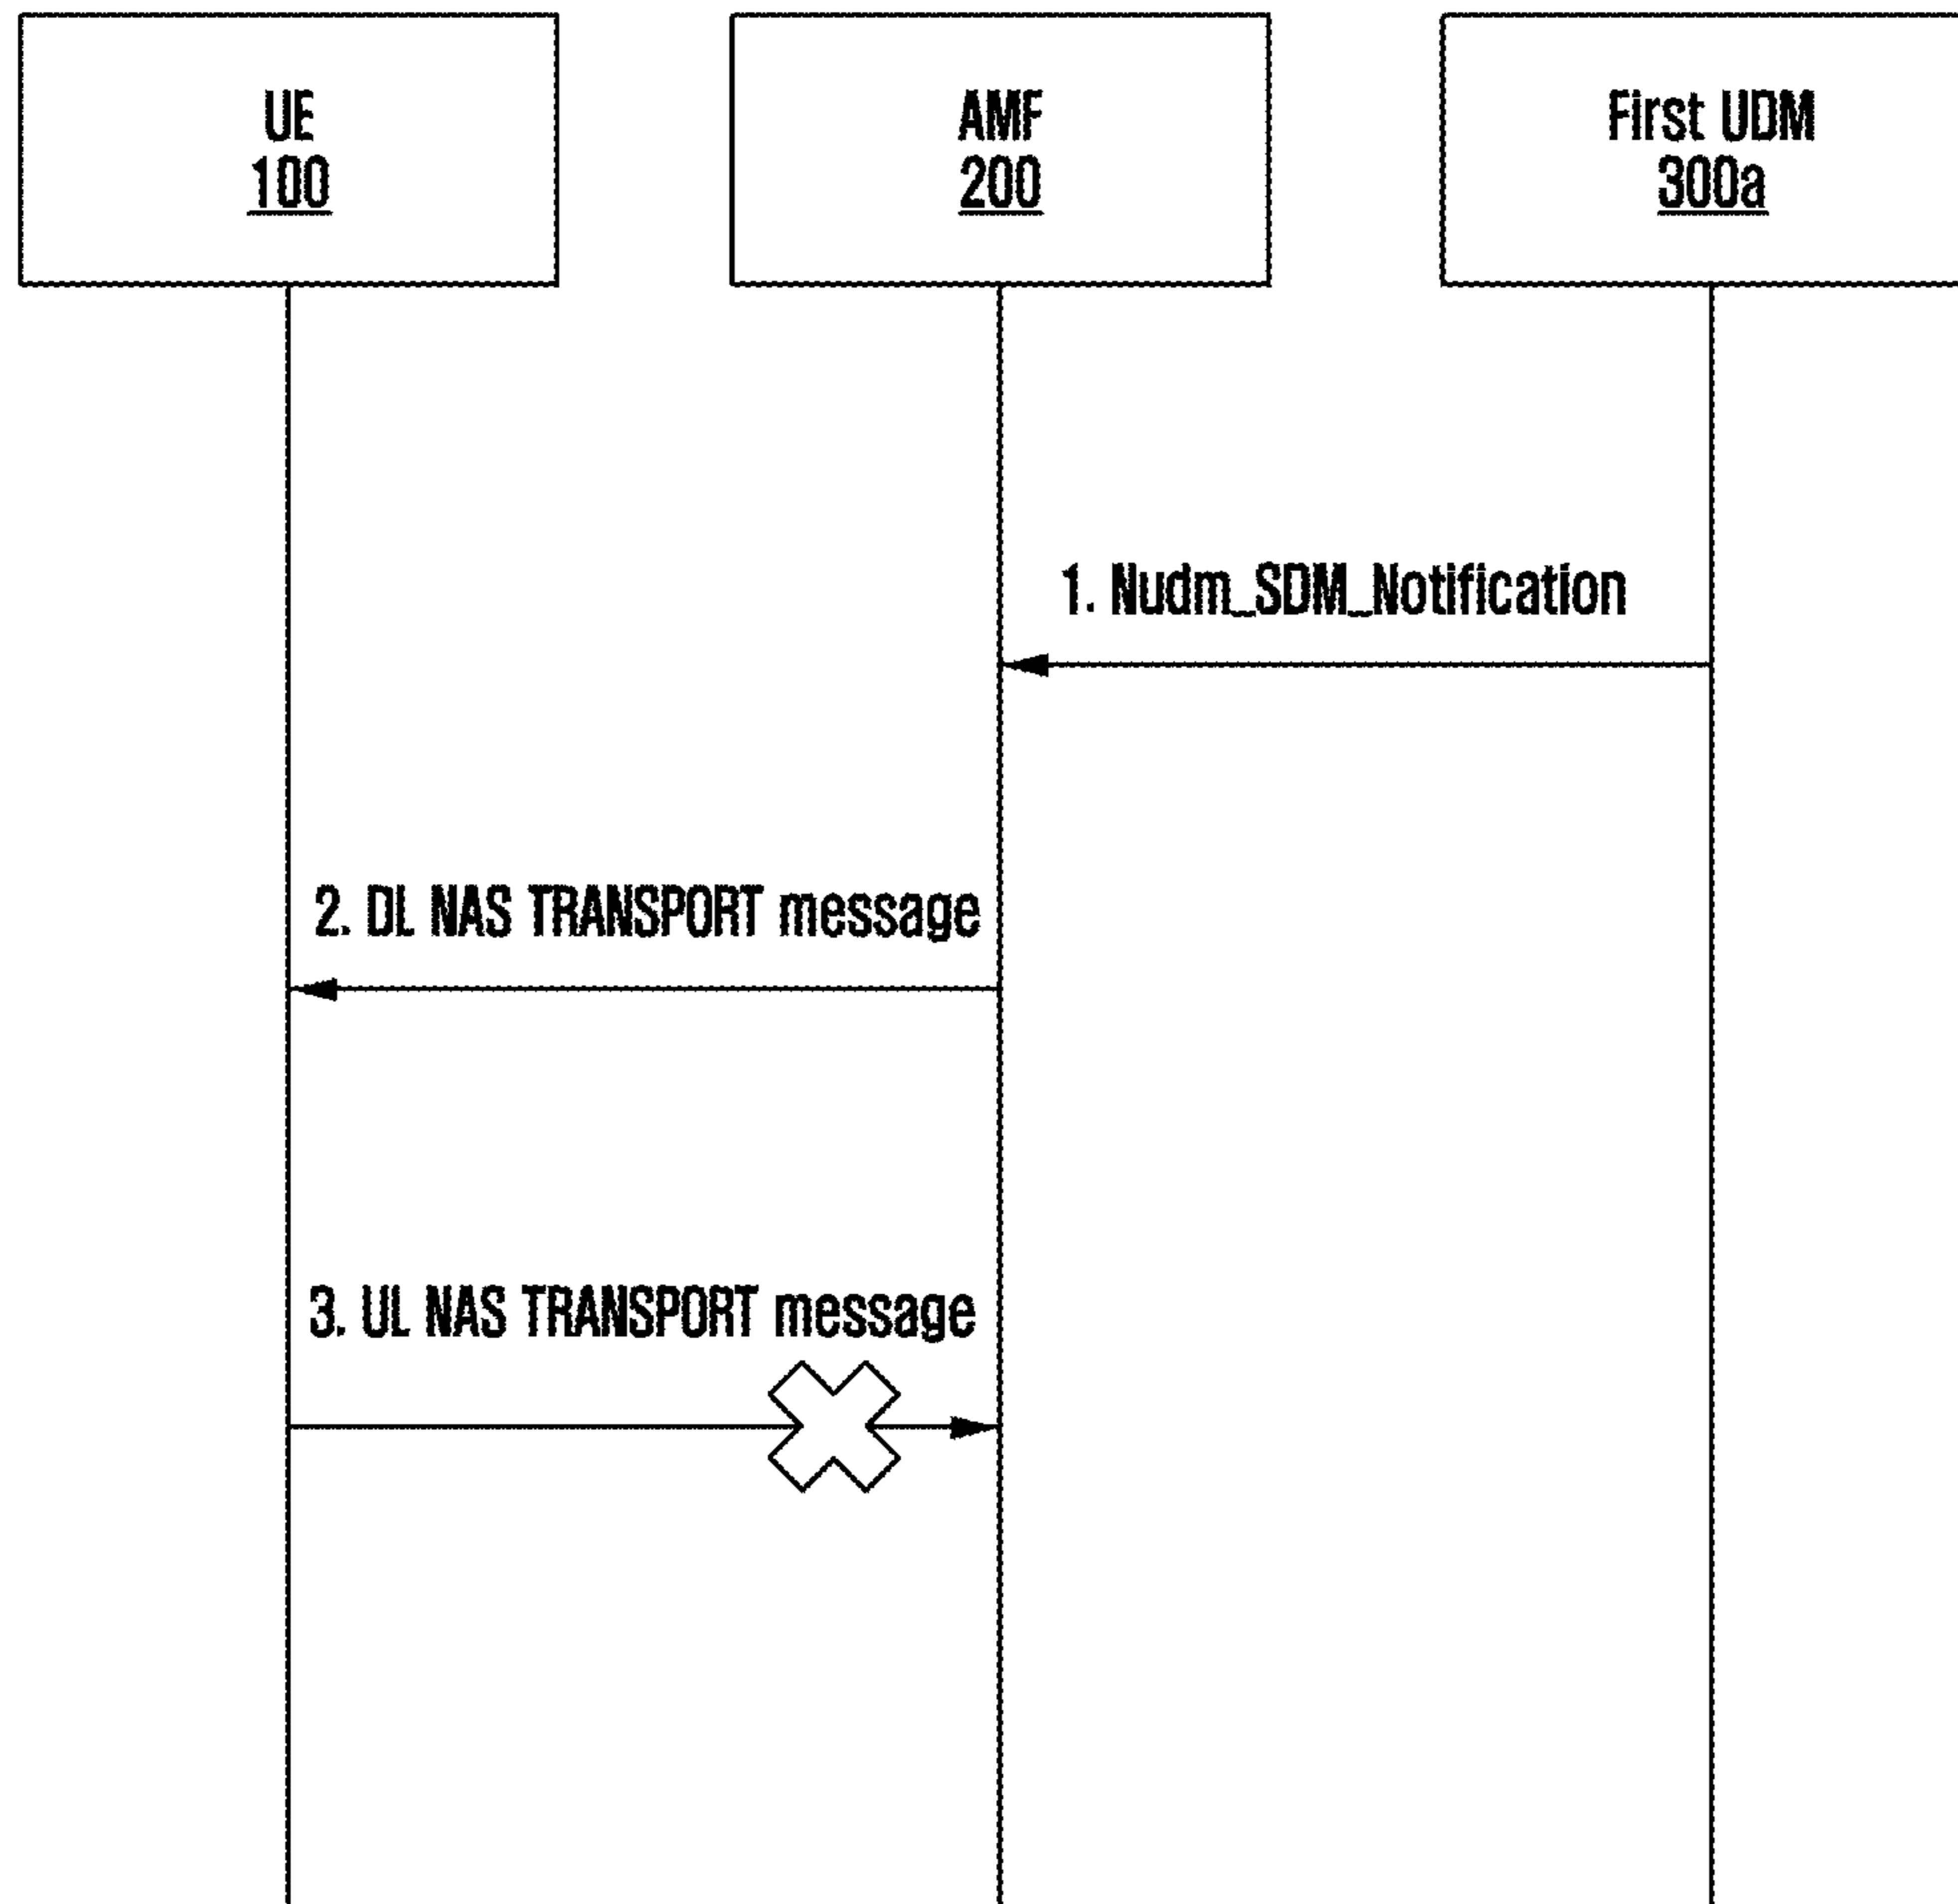 UE
100
AMF
200
First UDM
300a
1. Nudm_SDM_Notification
2. DL NAS TRANSPORT message
3. UL NAS TRANSPORT message